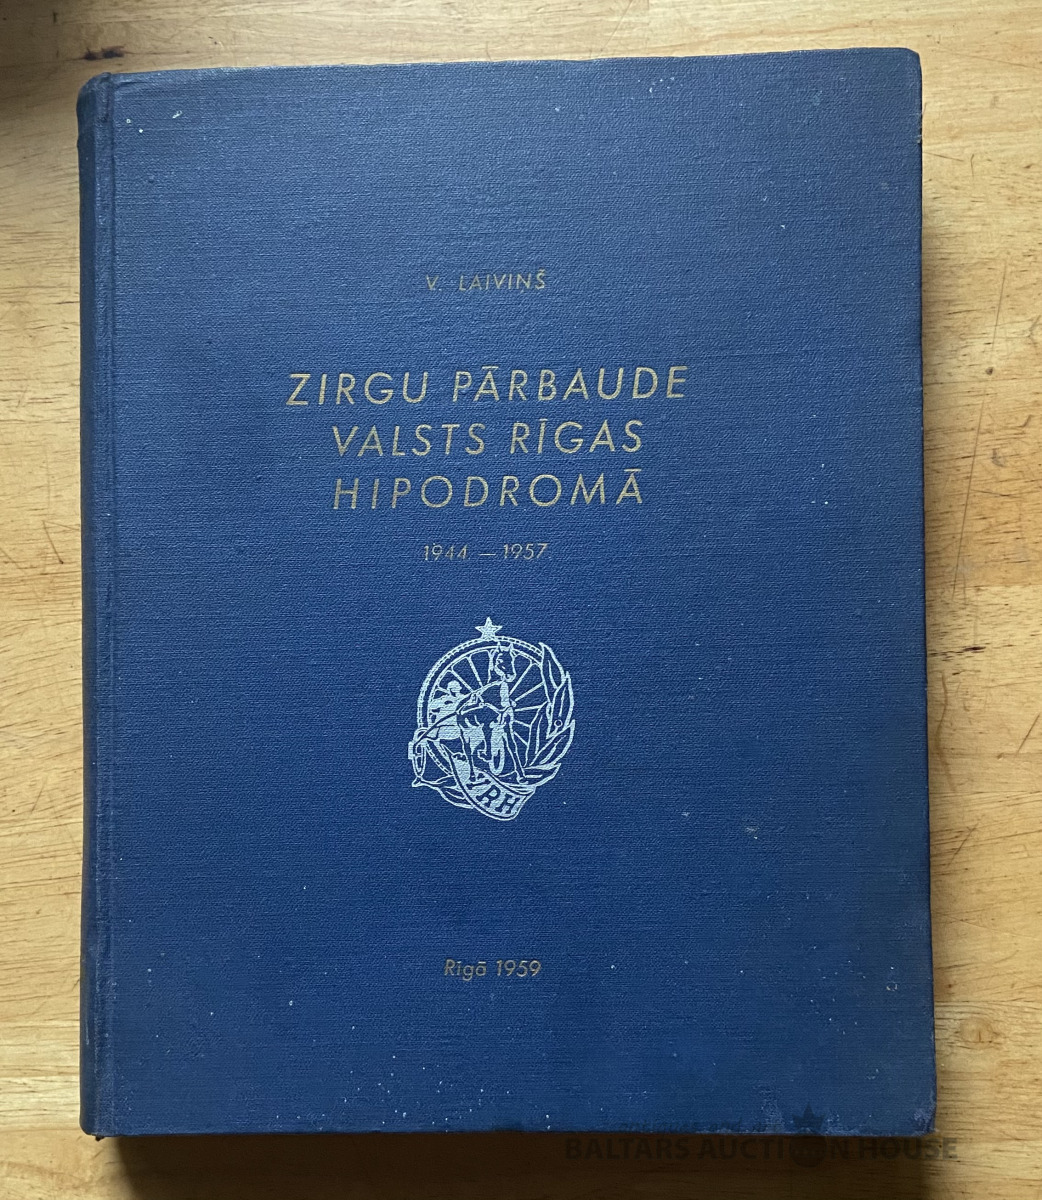 V. LAIVIŅŠ
ZIRGU PĀRBAUDE
VALSTS RĪGAS
HIPODROMĀ
1944 — 1957
VRH
Rīgā 1959
BALTARS AUCTION HOUSE